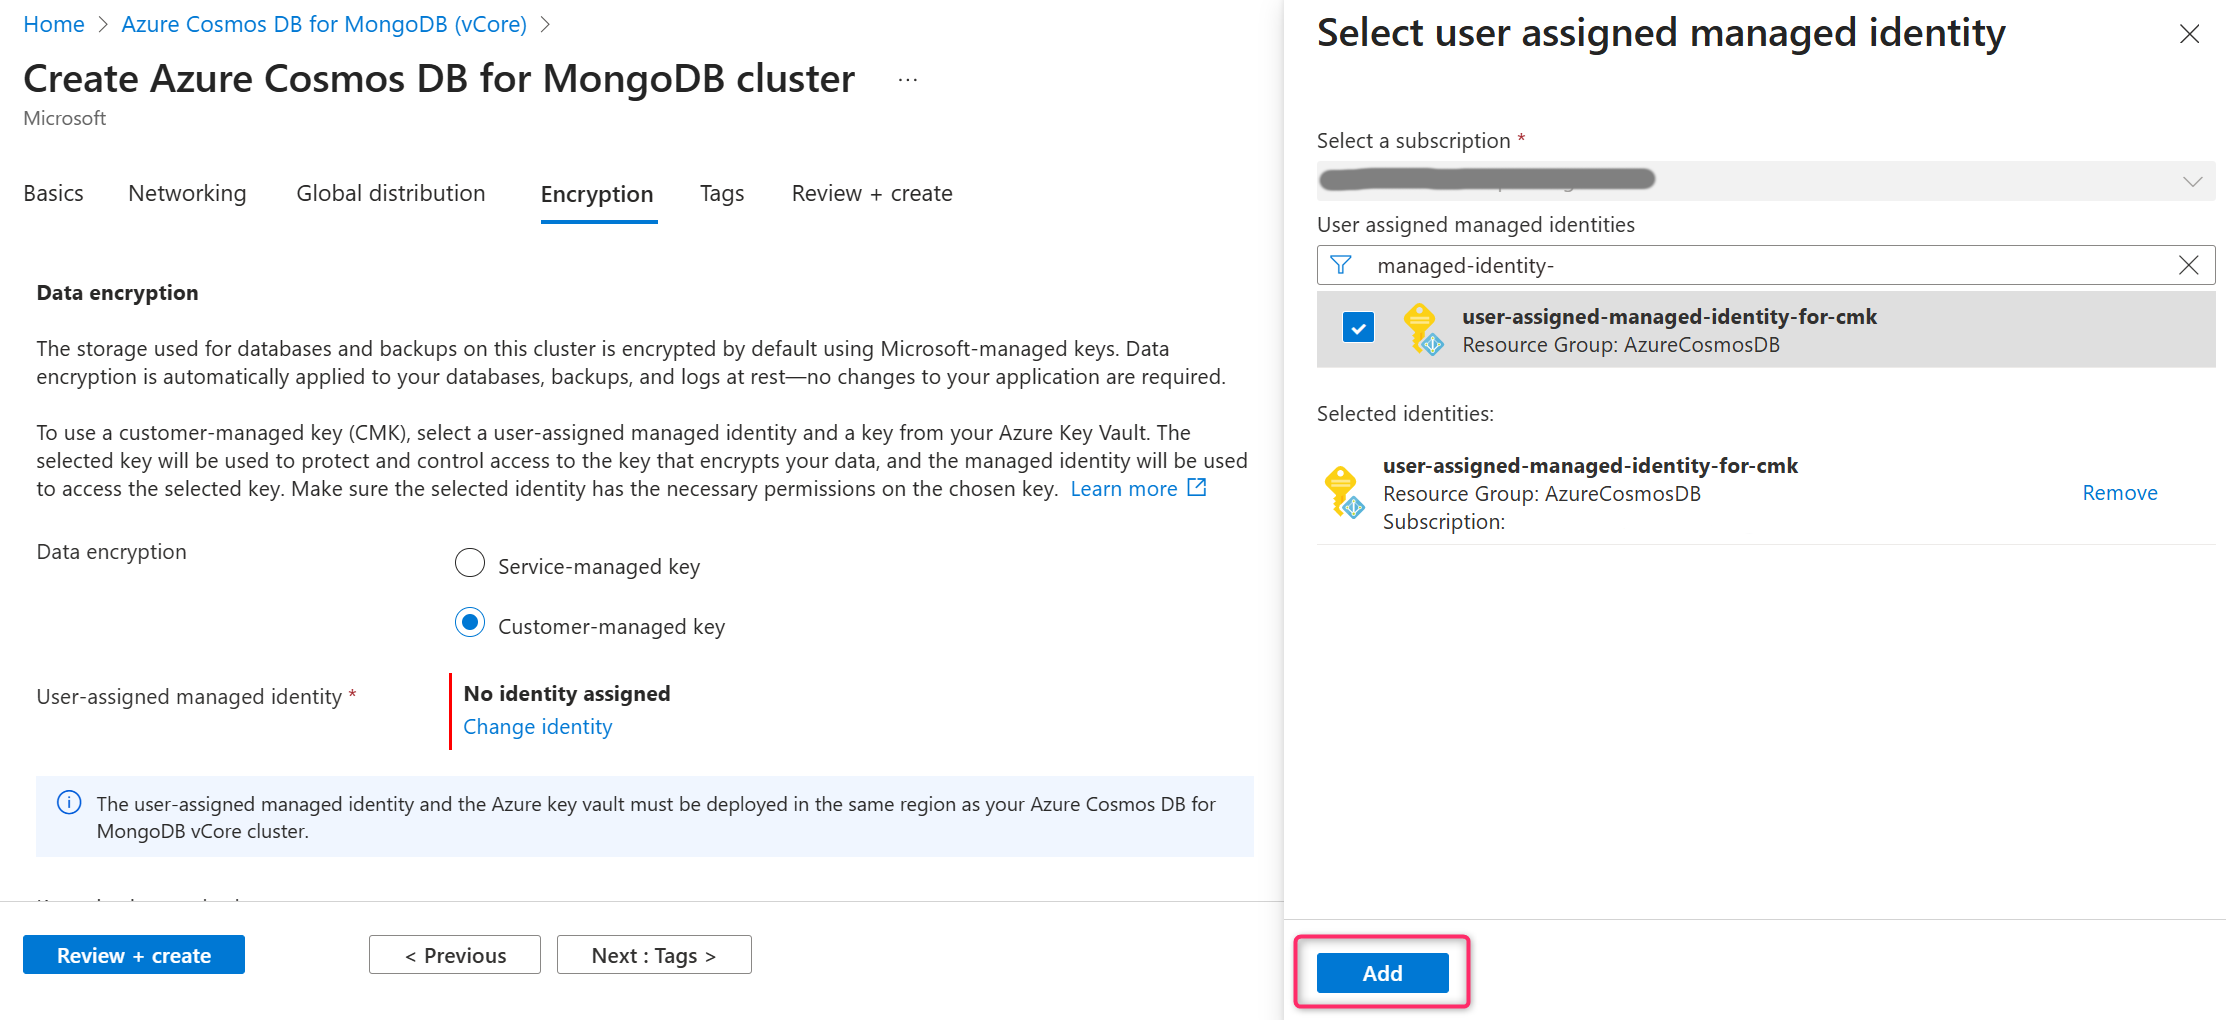 Home > Azure Cosmos DB for MongoDB (vCore) >
Create Azure Cosmos DB for MongoDB cluster ...
Microsoft
Basics Networking Global distribution Encryption Tags Review + create
Data encryption
The storage used for databases and backups on this cluster is encrypted by default using Microsoft-managed keys. Data
encryption is automatically applied to your databases, backups, and logs at rest—no changes to your application are required.
To use a customer-managed key (CMK), select a user-assigned managed identity and a key from your Azure Key Vault. The
selected key will be used to protect and control access to the key that encrypts your data, and the managed identity will be used
to access the selected key. Make sure the selected identity has the necessary permissions on the chosen key. Learn more
Data encryption
Service-managed key
Customer-managed key
User-assigned managed identity *
No identity assigned
Change identity
The user-assigned managed identity and the Azure key vault must be deployed in the same region as your Azure Cosmos DB for
MongoDB vCore cluster.
Review + create
< Previous
Next : Tags >
Select user assigned managed identity
Select a subscription *
User assigned managed identities
managed-identity-
user-assigned-managed-identity-for-cmk
Resource Group: AzureCosmosDB
Selected identities:
user-assigned-managed-identity-for-cmk
Resource Group: AzureCosmosDB
Subscription:
Remove
Add